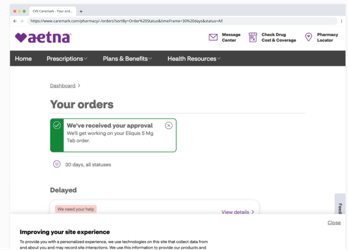 CVS Caremark - Your ord...
https://www.caremark.com/pharmacy/-/orders?startBy=Order%20Status&timeFrame=30%20days&status=All
aetna
Message Center
Check Drug Cost & Coverage
Pharmacy Locator
Home Prescriptions Plans & Benefits Health Resources
Dashboard >
Your orders
We've received your approval
We'll get working on your Eliquis 5 Mg
Tab order.
30 days, all statuses
Delayed
We need your help
View details >
Close
Improving your site experience
To provide you with a personalized experience, we use technologies on this site that collect data from
and about you and may record site interactions. We use this information to provide our products and